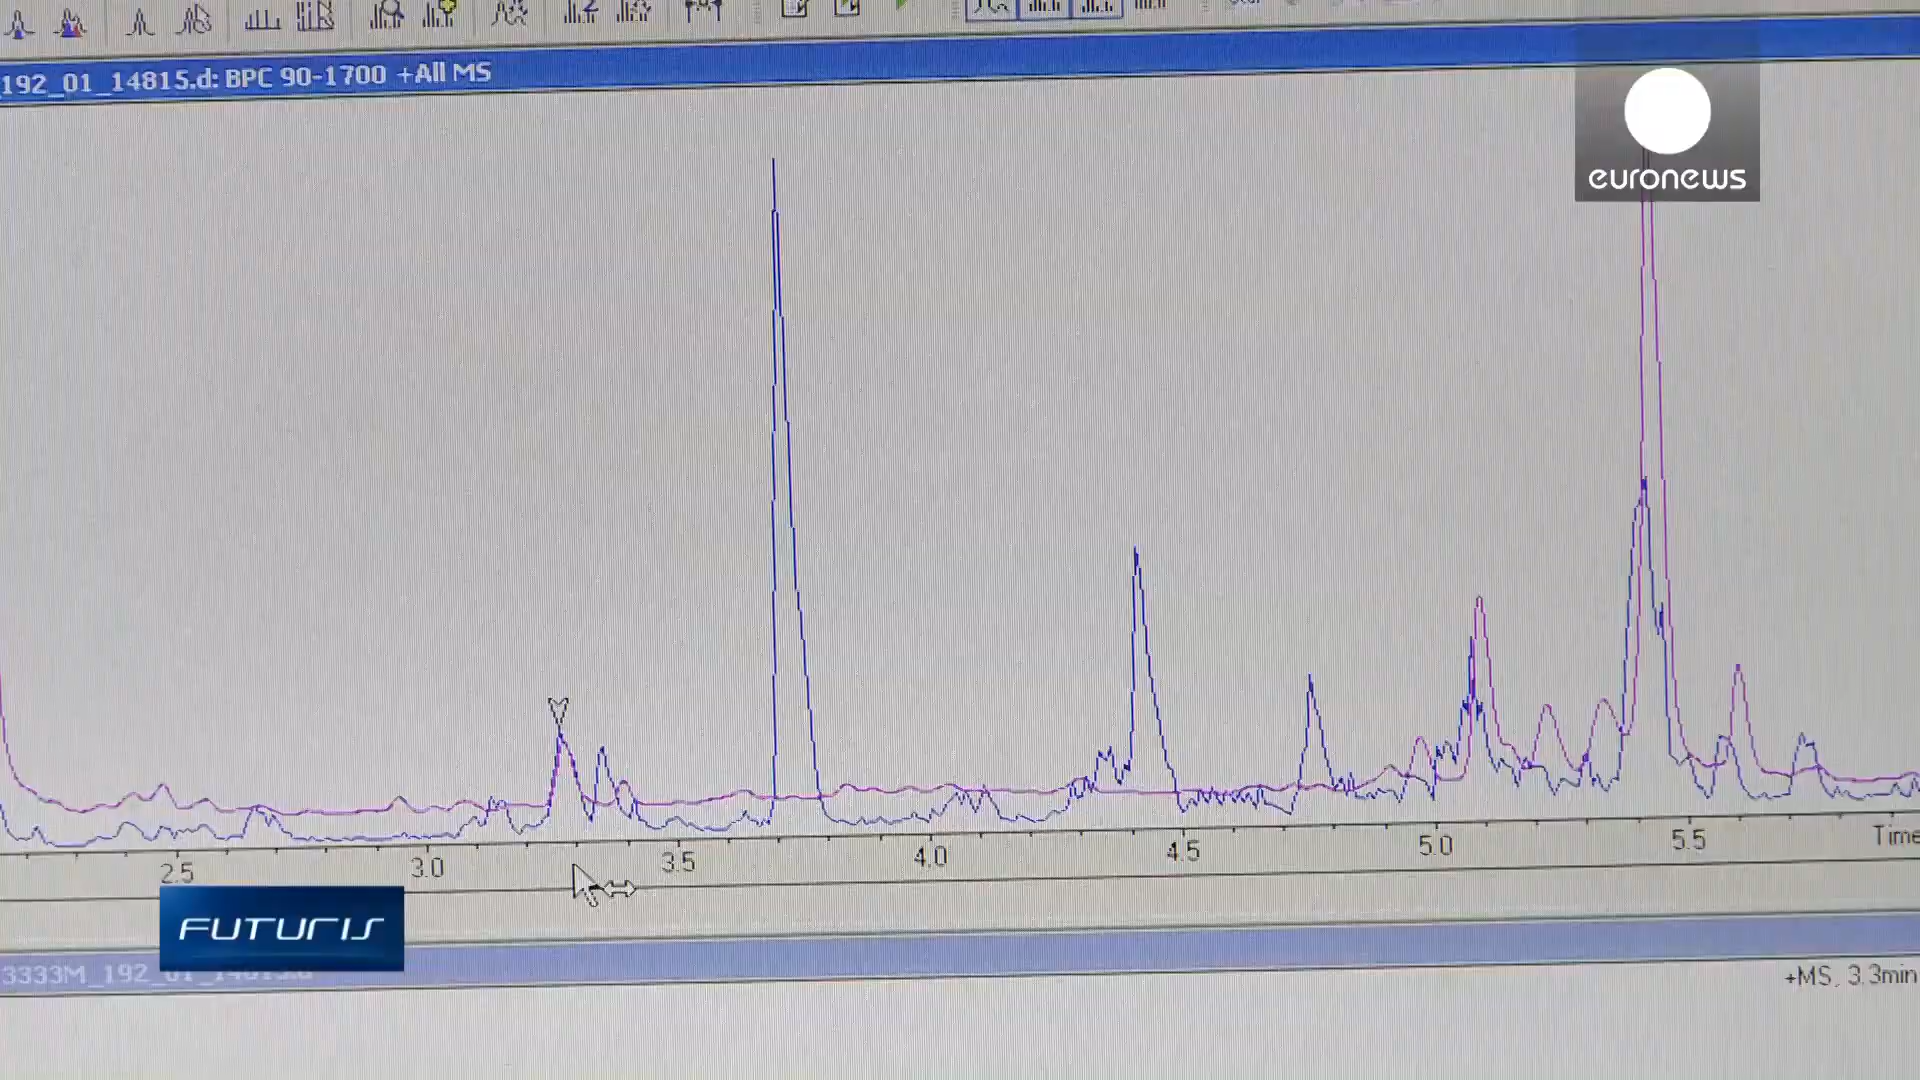 192_01_14815.d: BPC 90-1700 +All MS
euronews
2.5 3.0 3.5 4.0 4.5 5.0 5.5 Time
FUTURIS
3333M_192_01_14815.d
+MS, 3.3min